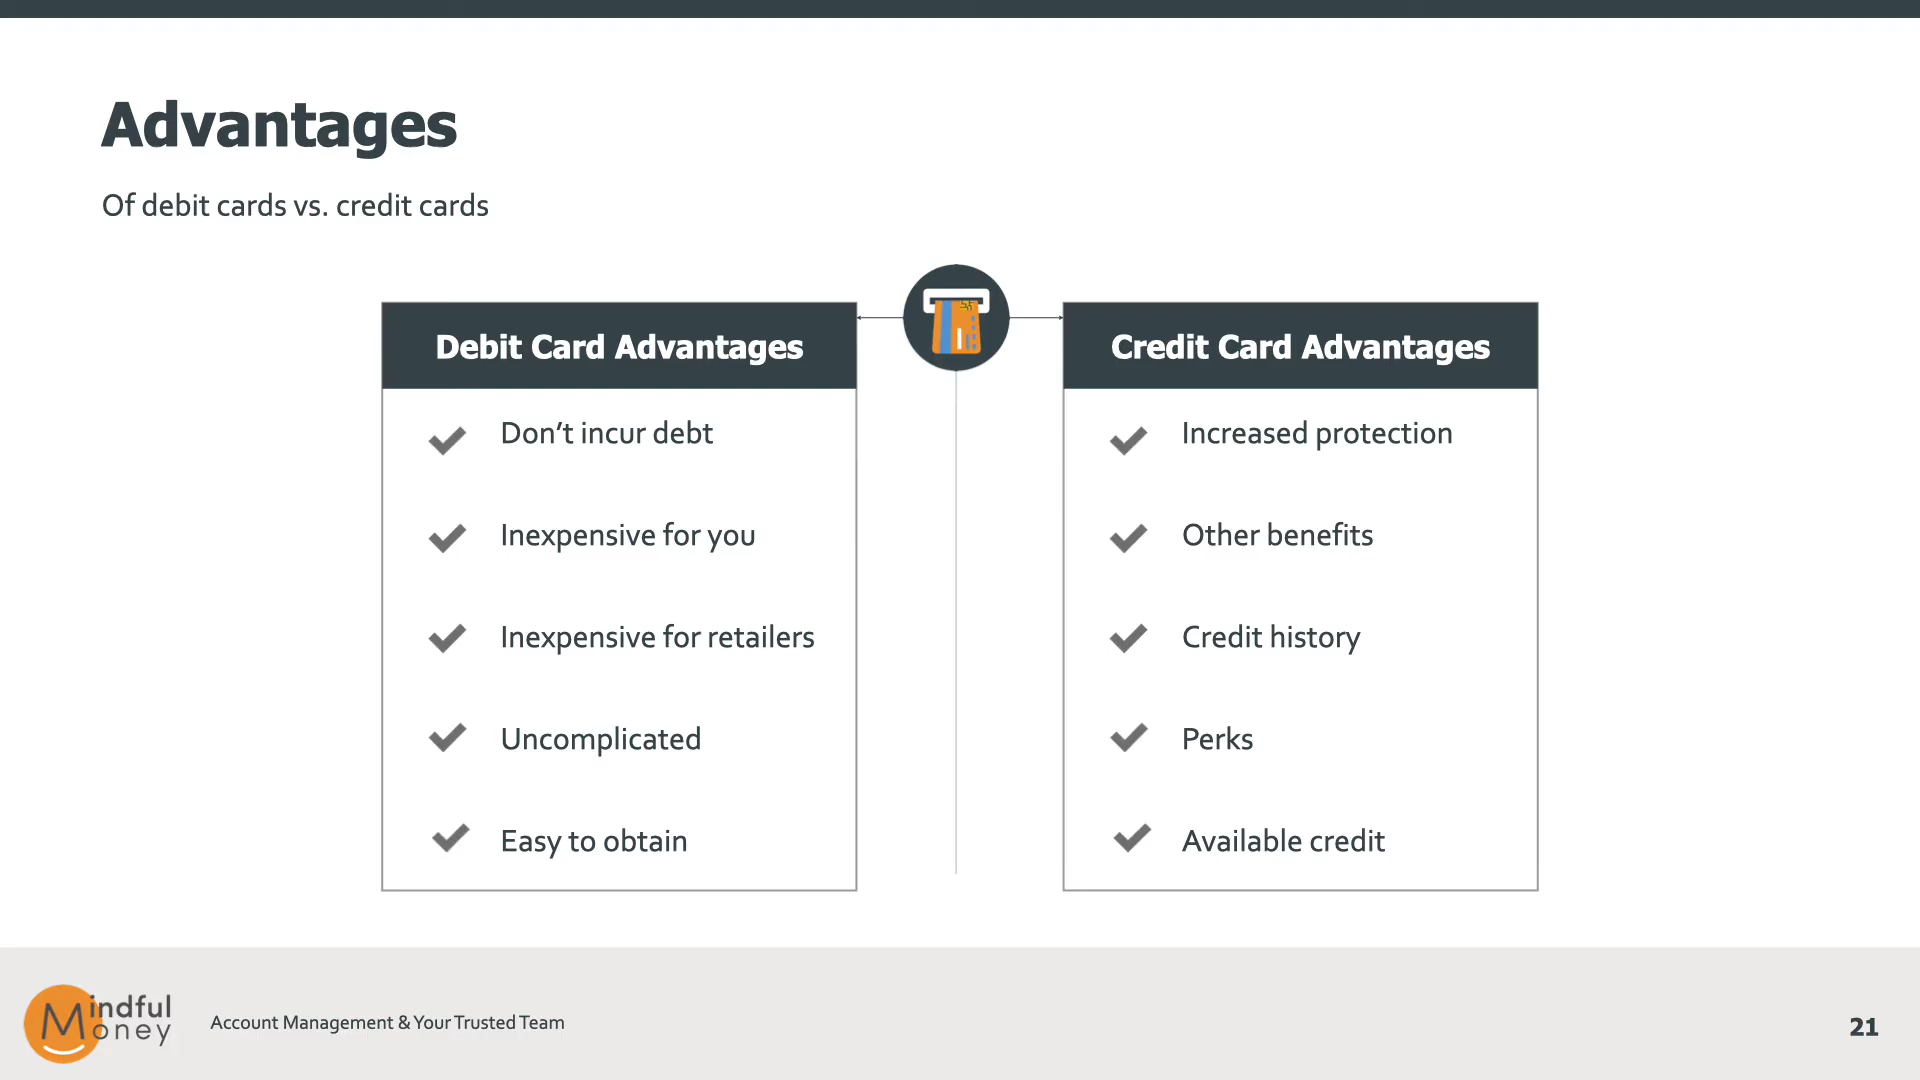 Advantages
Of debit cards vs. credit cards
Debit Card Advantages
Don’t incur debt
Inexpensive for you
Inexpensive for retailers
Uncomplicated
Easy to obtain
Credit Card Advantages
Increased protection
Other benefits
Credit history
Perks
Available credit
Mindful
Money
Account Management & Your Trusted Team
21